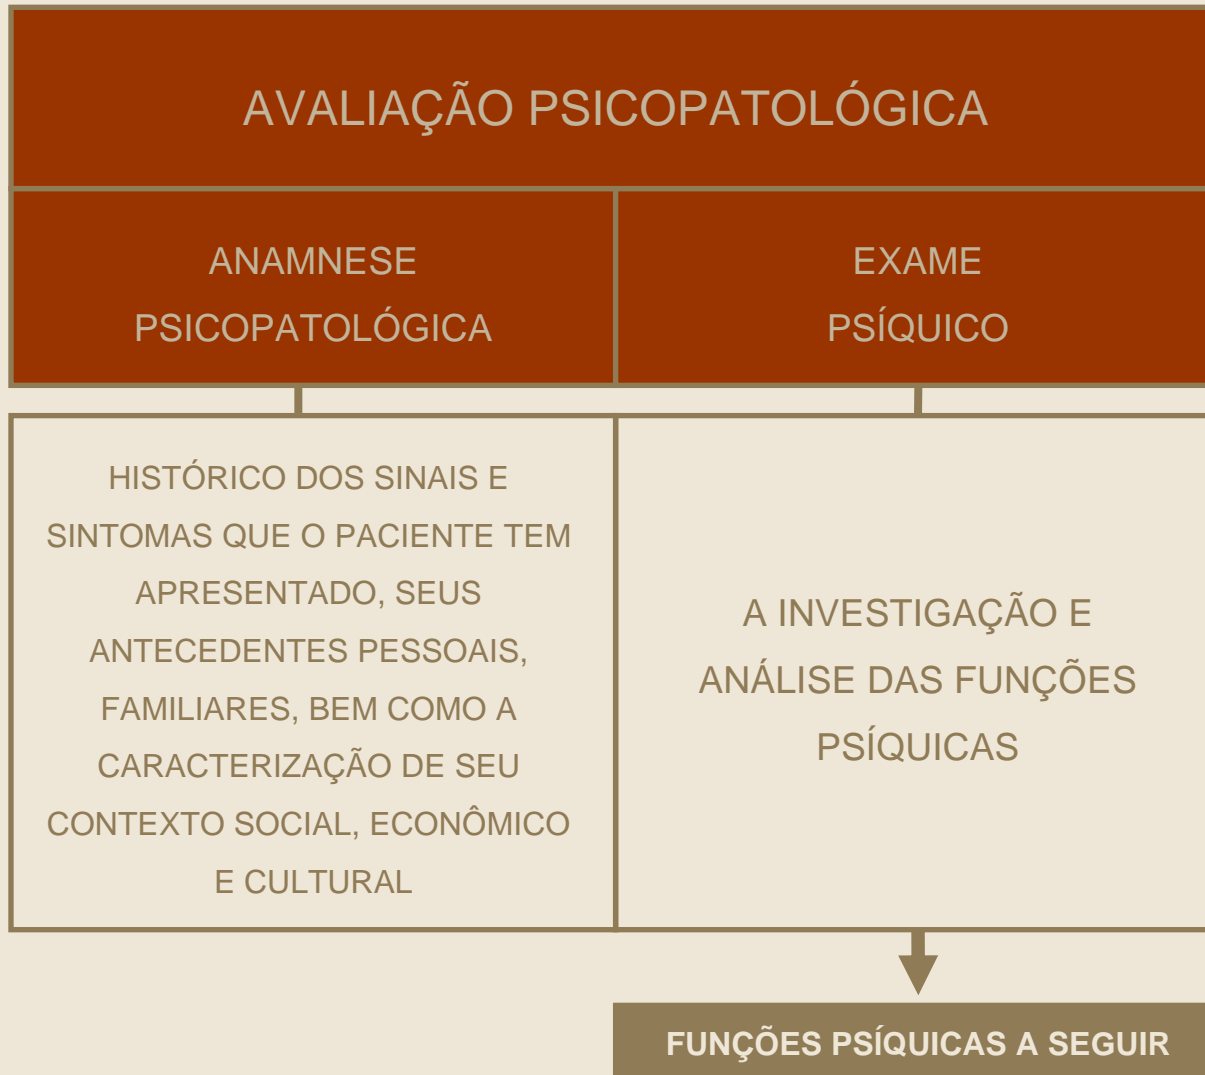 AVALIAÇÃO PSICOPATOLÓGICA
ANAMNESE
PSICOPATOLÓGICA
EXAME
PSÍQUICO
HISTÓRICO DOS SINAIS E
SINTOMAS QUE O PACIENTE TEM
APRESENTADO, SEUS
ANTECEDENTES PESSOAIS,
FAMILIARES, BEM COMO A
CARACTERIZAÇÃO DE SEU
CONTEXTO SOCIAL, ECONÔMICO
E CULTURAL
A INVESTIGAÇÃO E
ANÁLISE DAS FUNÇÕES
PSÍQUICAS
FUNÇÕES PSÍQUICAS A SEGUIR